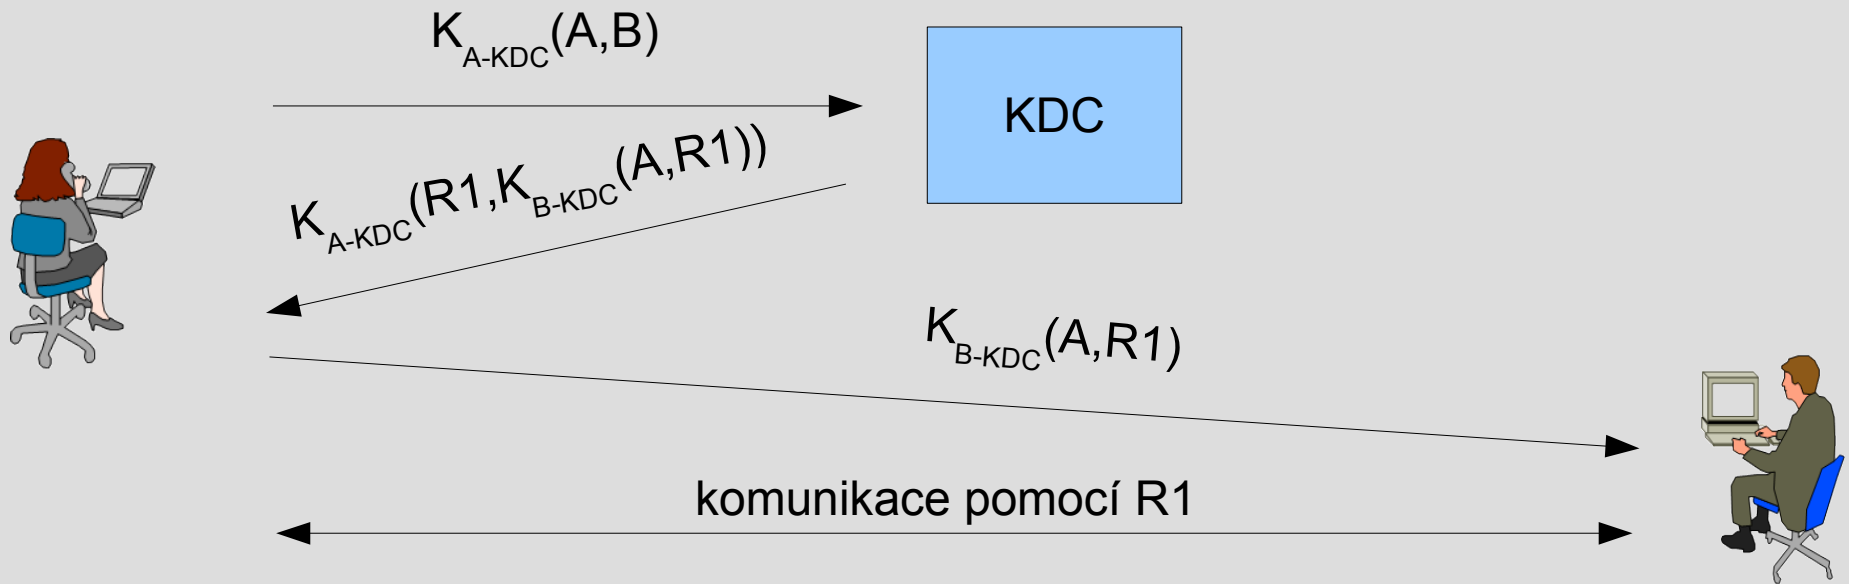 K_A-KDC(A,B)
KDC
K_A-KDC(R1,K_B-KDC(A,R1))
K_B-KDC(A,R1)
komunikace pomocí R1